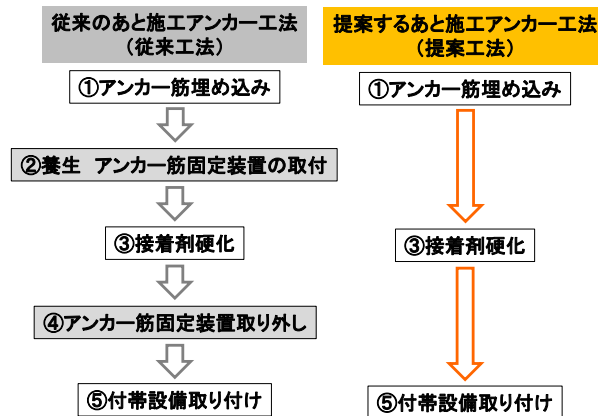 従来のあと施工アンカー工法
（従来工法）
①アンカー筋埋め込み
②養生 アンカー筋固定装置の取付
③接着剤硬化
④アンカー筋固定装置取り外し
⑤付帯設備取り付け
提案するあと施工アンカー工法
（提案工法）
①アンカー筋埋め込み
③接着剤硬化
⑤付帯設備取り付け